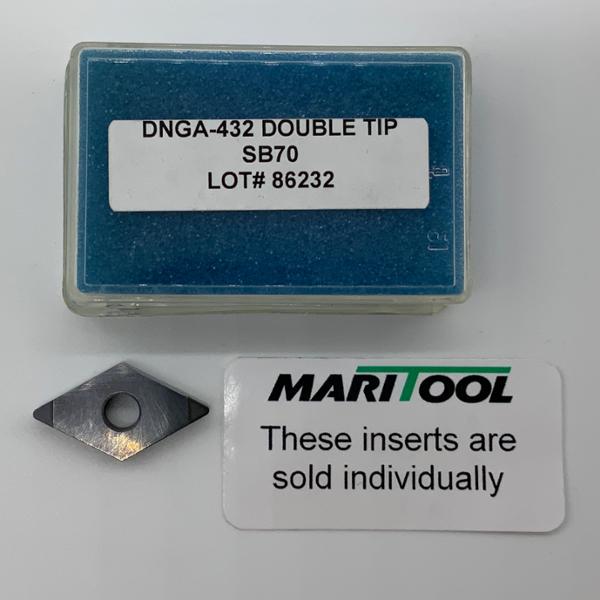 DNGA-432 DOUBLE TIP
SB70
LOT# 86232
MARITOOL
These inserts are
sold individually